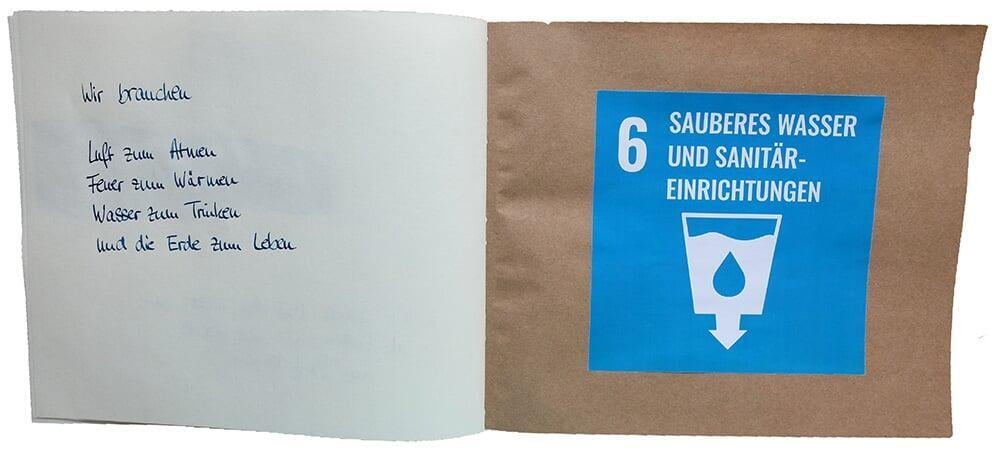 Wir brauchen
Luft zum Atmen
Feuer zum Wärmen
Wasser zum Trinken
und die Erde zum Leben
6 SAUBERES WASSER
UND SANITÄR-
EINRICHTUNGEN